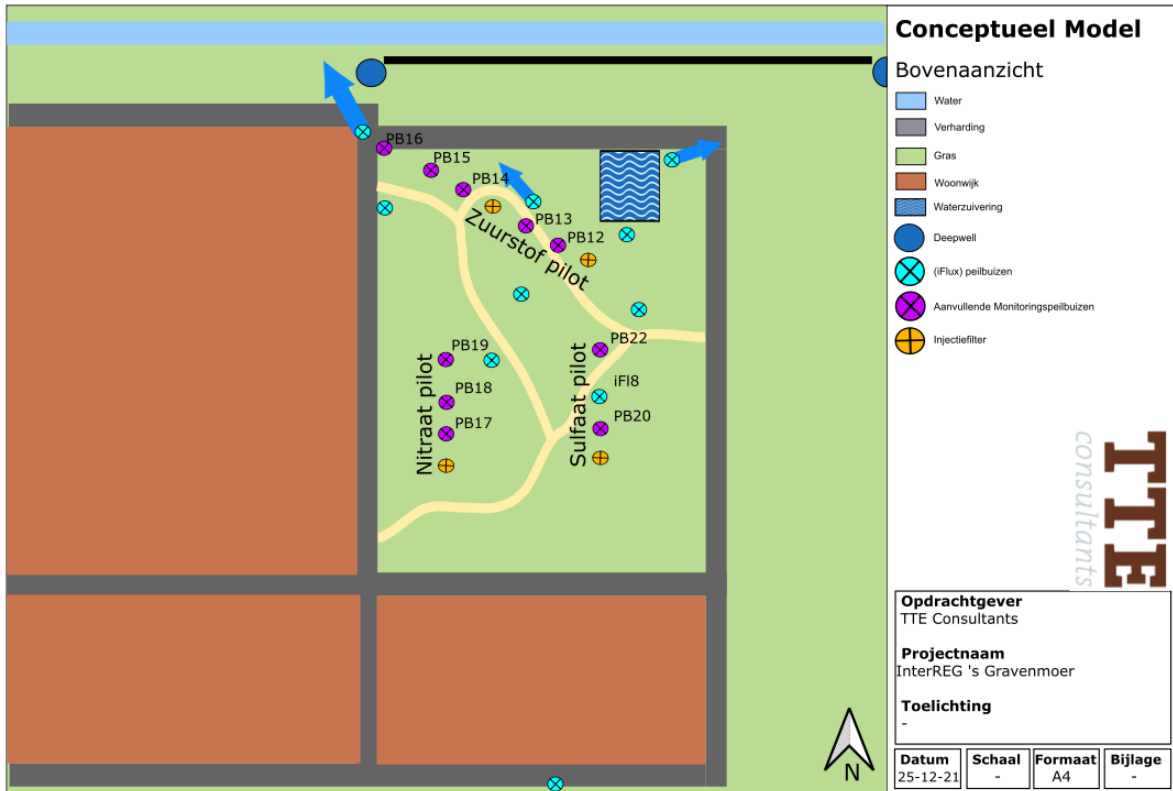 Conceptueel Model
Bovenaanzicht
Water
Verharding
Gras
Woonwijk
Waterzuivering
Deepwell
(iFlux) peilbuizen
Aanvullende Monitoringspeilbuizen
Injectiefilter
PB16
PB15
PB14
PB13
PB12
Zuurstof pilot
PB19
PB18
PB17
Nitraat pilot
PB22
iFl8
PB20
Sulfaat pilot
N
TTE
consultants
Opdrachtgever
TTE Consultants
Projectnaam
InterREG 's Gravenmoer
Toelichting
-
Datum
25-12-21
Schaal
-
Formaat
A4
Bijlage
-